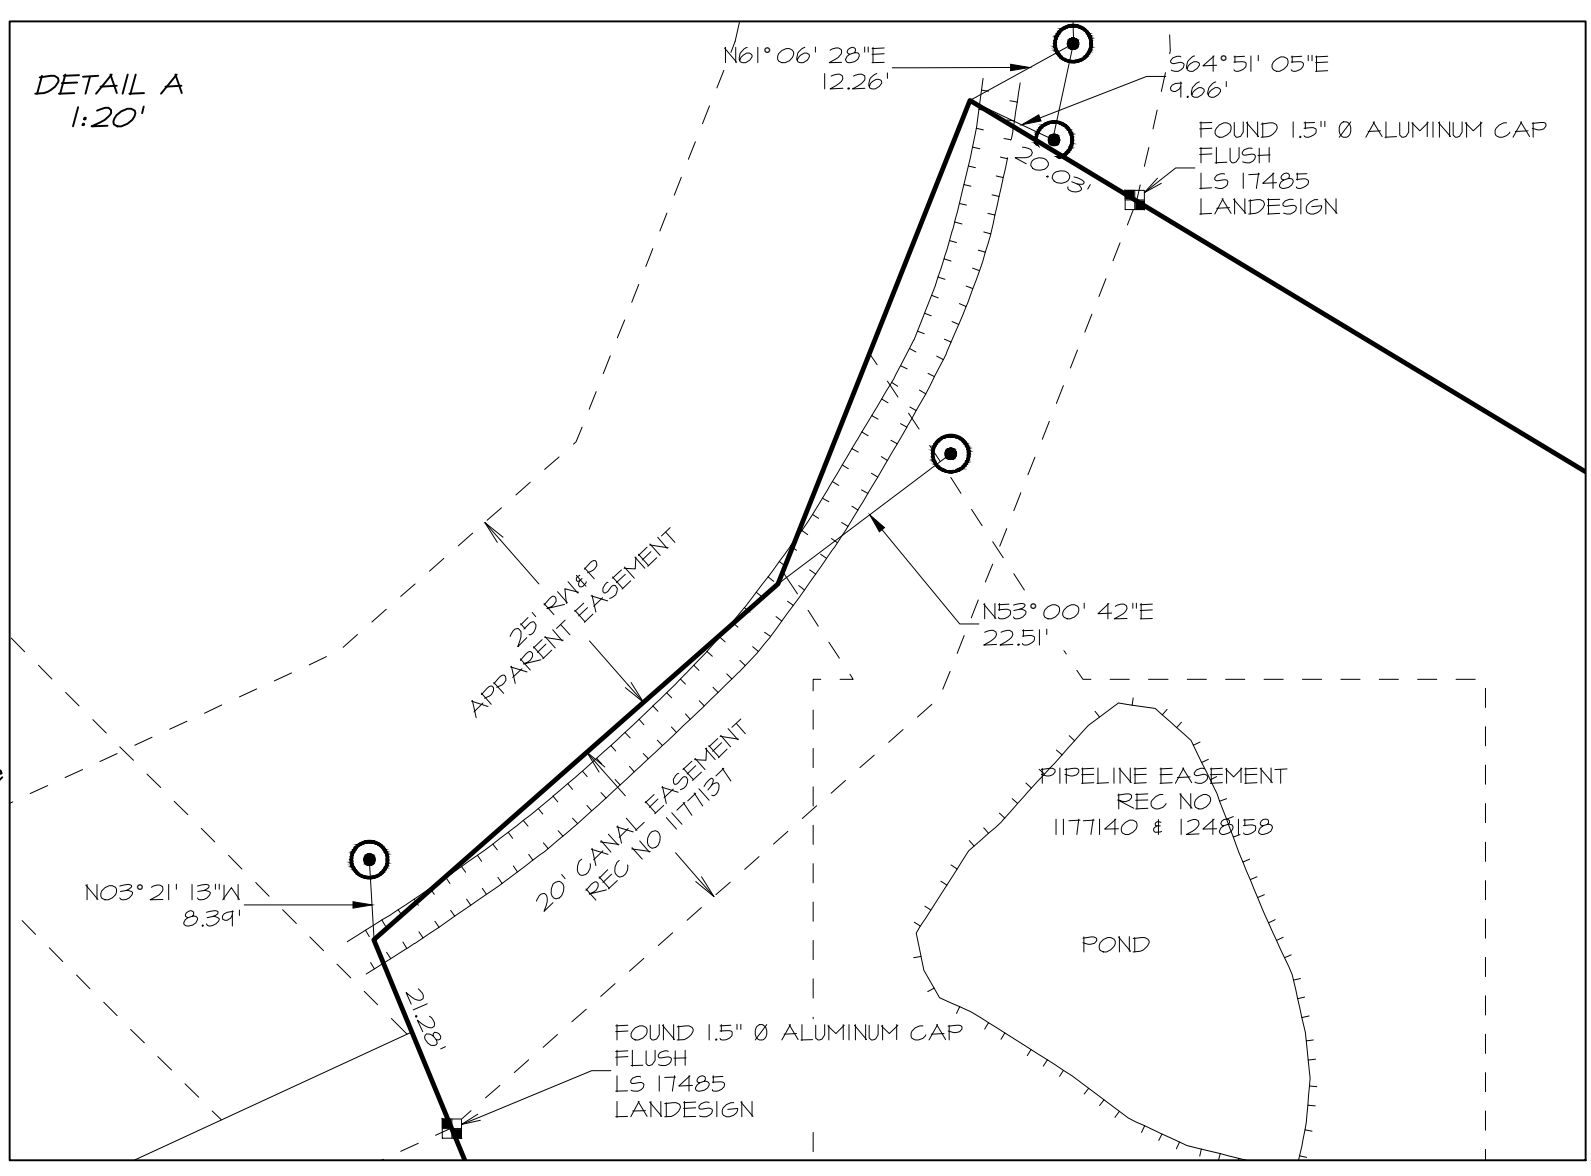 DETAIL A
1:20'
N61° 06' 28"E
12.26'
S64° 51' 05"E
9.66'
FOUND 1.5" Ø ALUMINUM CAP
FLUSH
LS 17485
LANDESIGN
20.03'
25' RW&P
APPARENT EASEMENT
N53° 00' 42"E
22.51'
20' CANAL EASEMENT
REC NO 1177137
PIPELINE EASEMENT
REC NO
1177140 & 1248158
N03° 21' 13"W
8.39'
POND
21.28'
FOUND 1.5" Ø ALUMINUM CAP
FLUSH
LS 17485
LANDESIGN